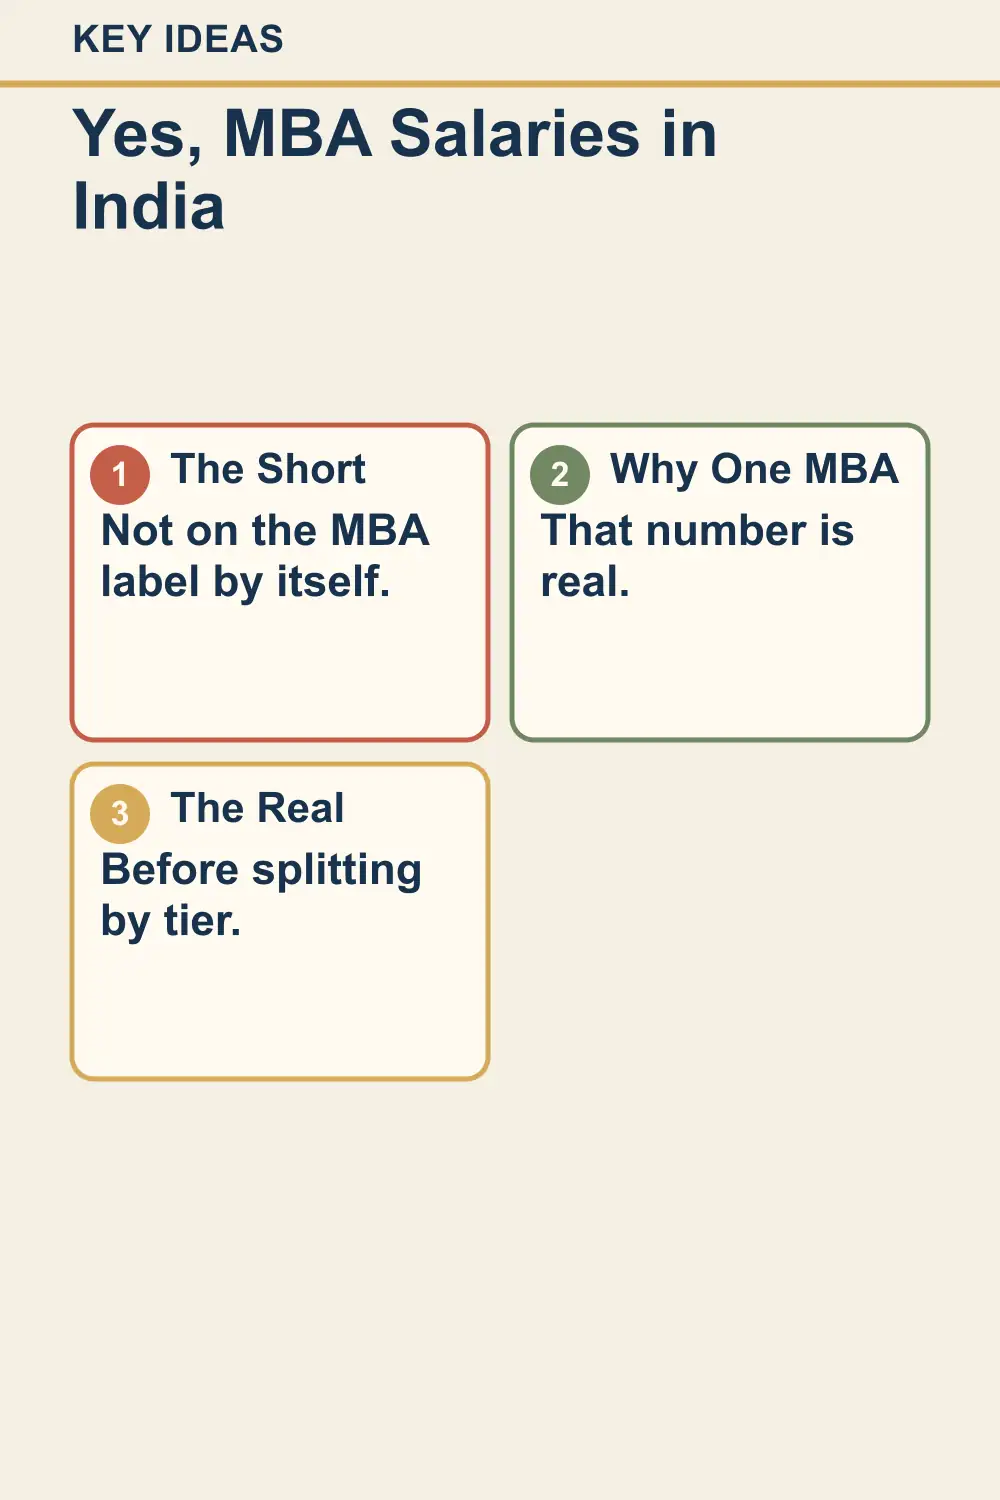 KEY IDEAS
Yes, MBA Salaries in
India
1 The Short
Not on the MBA
label by itself.
2 Why One MBA
That number is
real.
3 The Real
Before splitting
by tier.